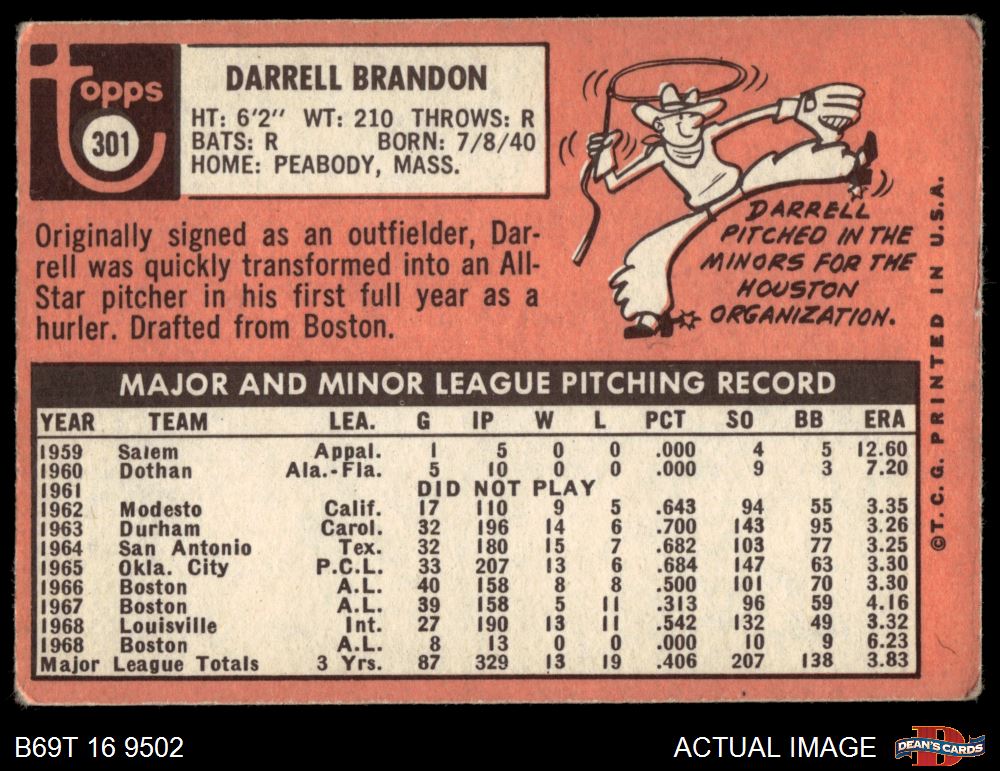 Topps
301
DARRELL BRANDON
HT: 6'2" WT: 210 THROWS: R
BATS: R BORN: 7/8/40
HOME: PEABODY, MASS.
Originally signed as an outfielder, Dar-
rell was quickly transformed into an All-
Star pitcher in his first full year as a
hurler. Drafted from Boston.
DARRELL
PITCHED IN THE
MINORS FOR THE
HOUSTON
ORGANIZATION.
MAJOR AND MINOR LEAGUE PITCHING RECORD
YEAR TEAM LEA. G IP W L PCT SO BB ERA
1959 Salem Appal. 1 5 0 0 .000 4 5 12.60
1960 Dothan Ala.-Fla. 5 10 0 0 .000 9 3 7.20
1961 DID NOT PLAY
1962 Modesto Calif. 17 110 9 5 .643 94 55 3.35
1963 Durham Carol. 32 196 14 6 .700 143 95 3.26
1964 San Antonio Tex. 32 180 15 7 .682 103 77 3.25
1965 Okla. City P.C.L. 33 207 13 6 .684 147 63 3.30
1966 Boston A.L. 40 158 8 8 .500 101 70 3.30
1967 Boston A.L. 39 158 5 11 .313 96 59 4.16
1968 Louisville Int. 27 190 13 11 .542 132 49 3.32
1968 Boston A.L. 8 13 0 0 .000 10 9 6.23
Major League Totals 3 Yrs. 87 329 13 19 .406 207 138 3.83
© T.C.G. PRINTED IN U.S.A.
B69T 16 9502
ACTUAL IMAGE
D
DEAN'S CARDS